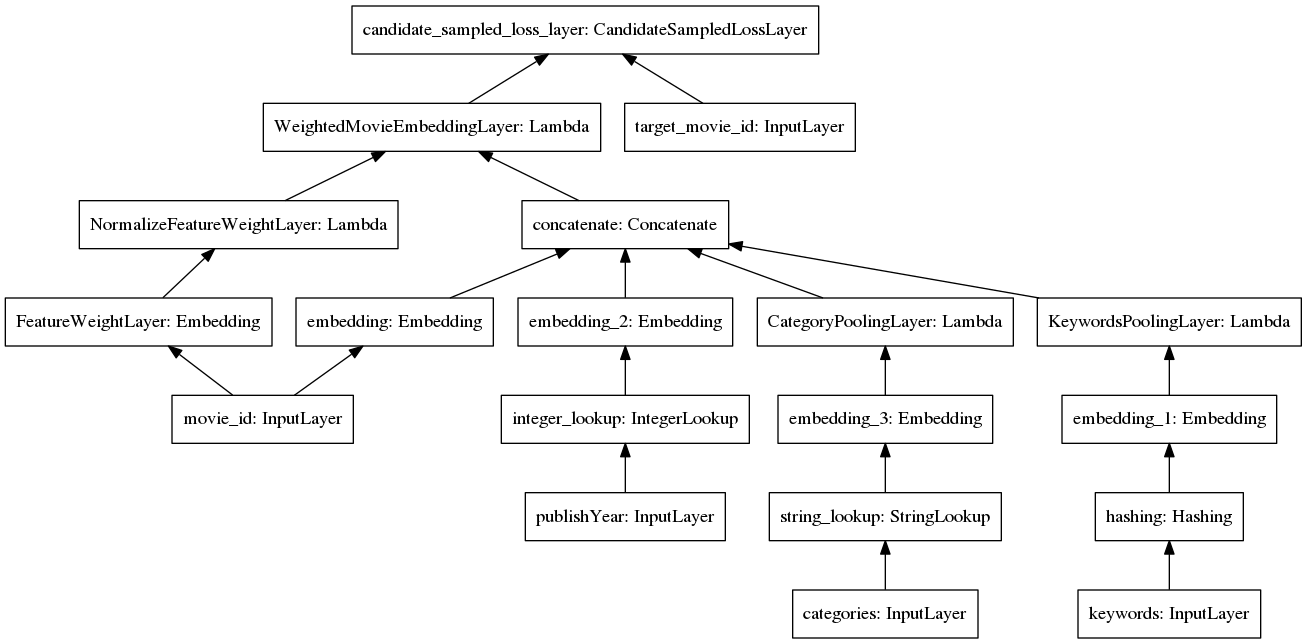 candidate_sampled_loss_layer: CandidateSampledLossLayer
WeightedMovieEmbeddingLayer: Lambda
target_movie_id: InputLayer
NormalizeFeatureWeightLayer: Lambda
concatenate: Concatenate
FeatureWeightLayer: Embedding
embedding: Embedding
embedding_2: Embedding
CategoryPoolingLayer: Lambda
KeywordsPoolingLayer: Lambda
movie_id: InputLayer
integer_lookup: IntegerLookup
embedding_3: Embedding
embedding_1: Embedding
publishYear: InputLayer
string_lookup: StringLookup
hashing: Hashing
categories: InputLayer
keywords: InputLayer